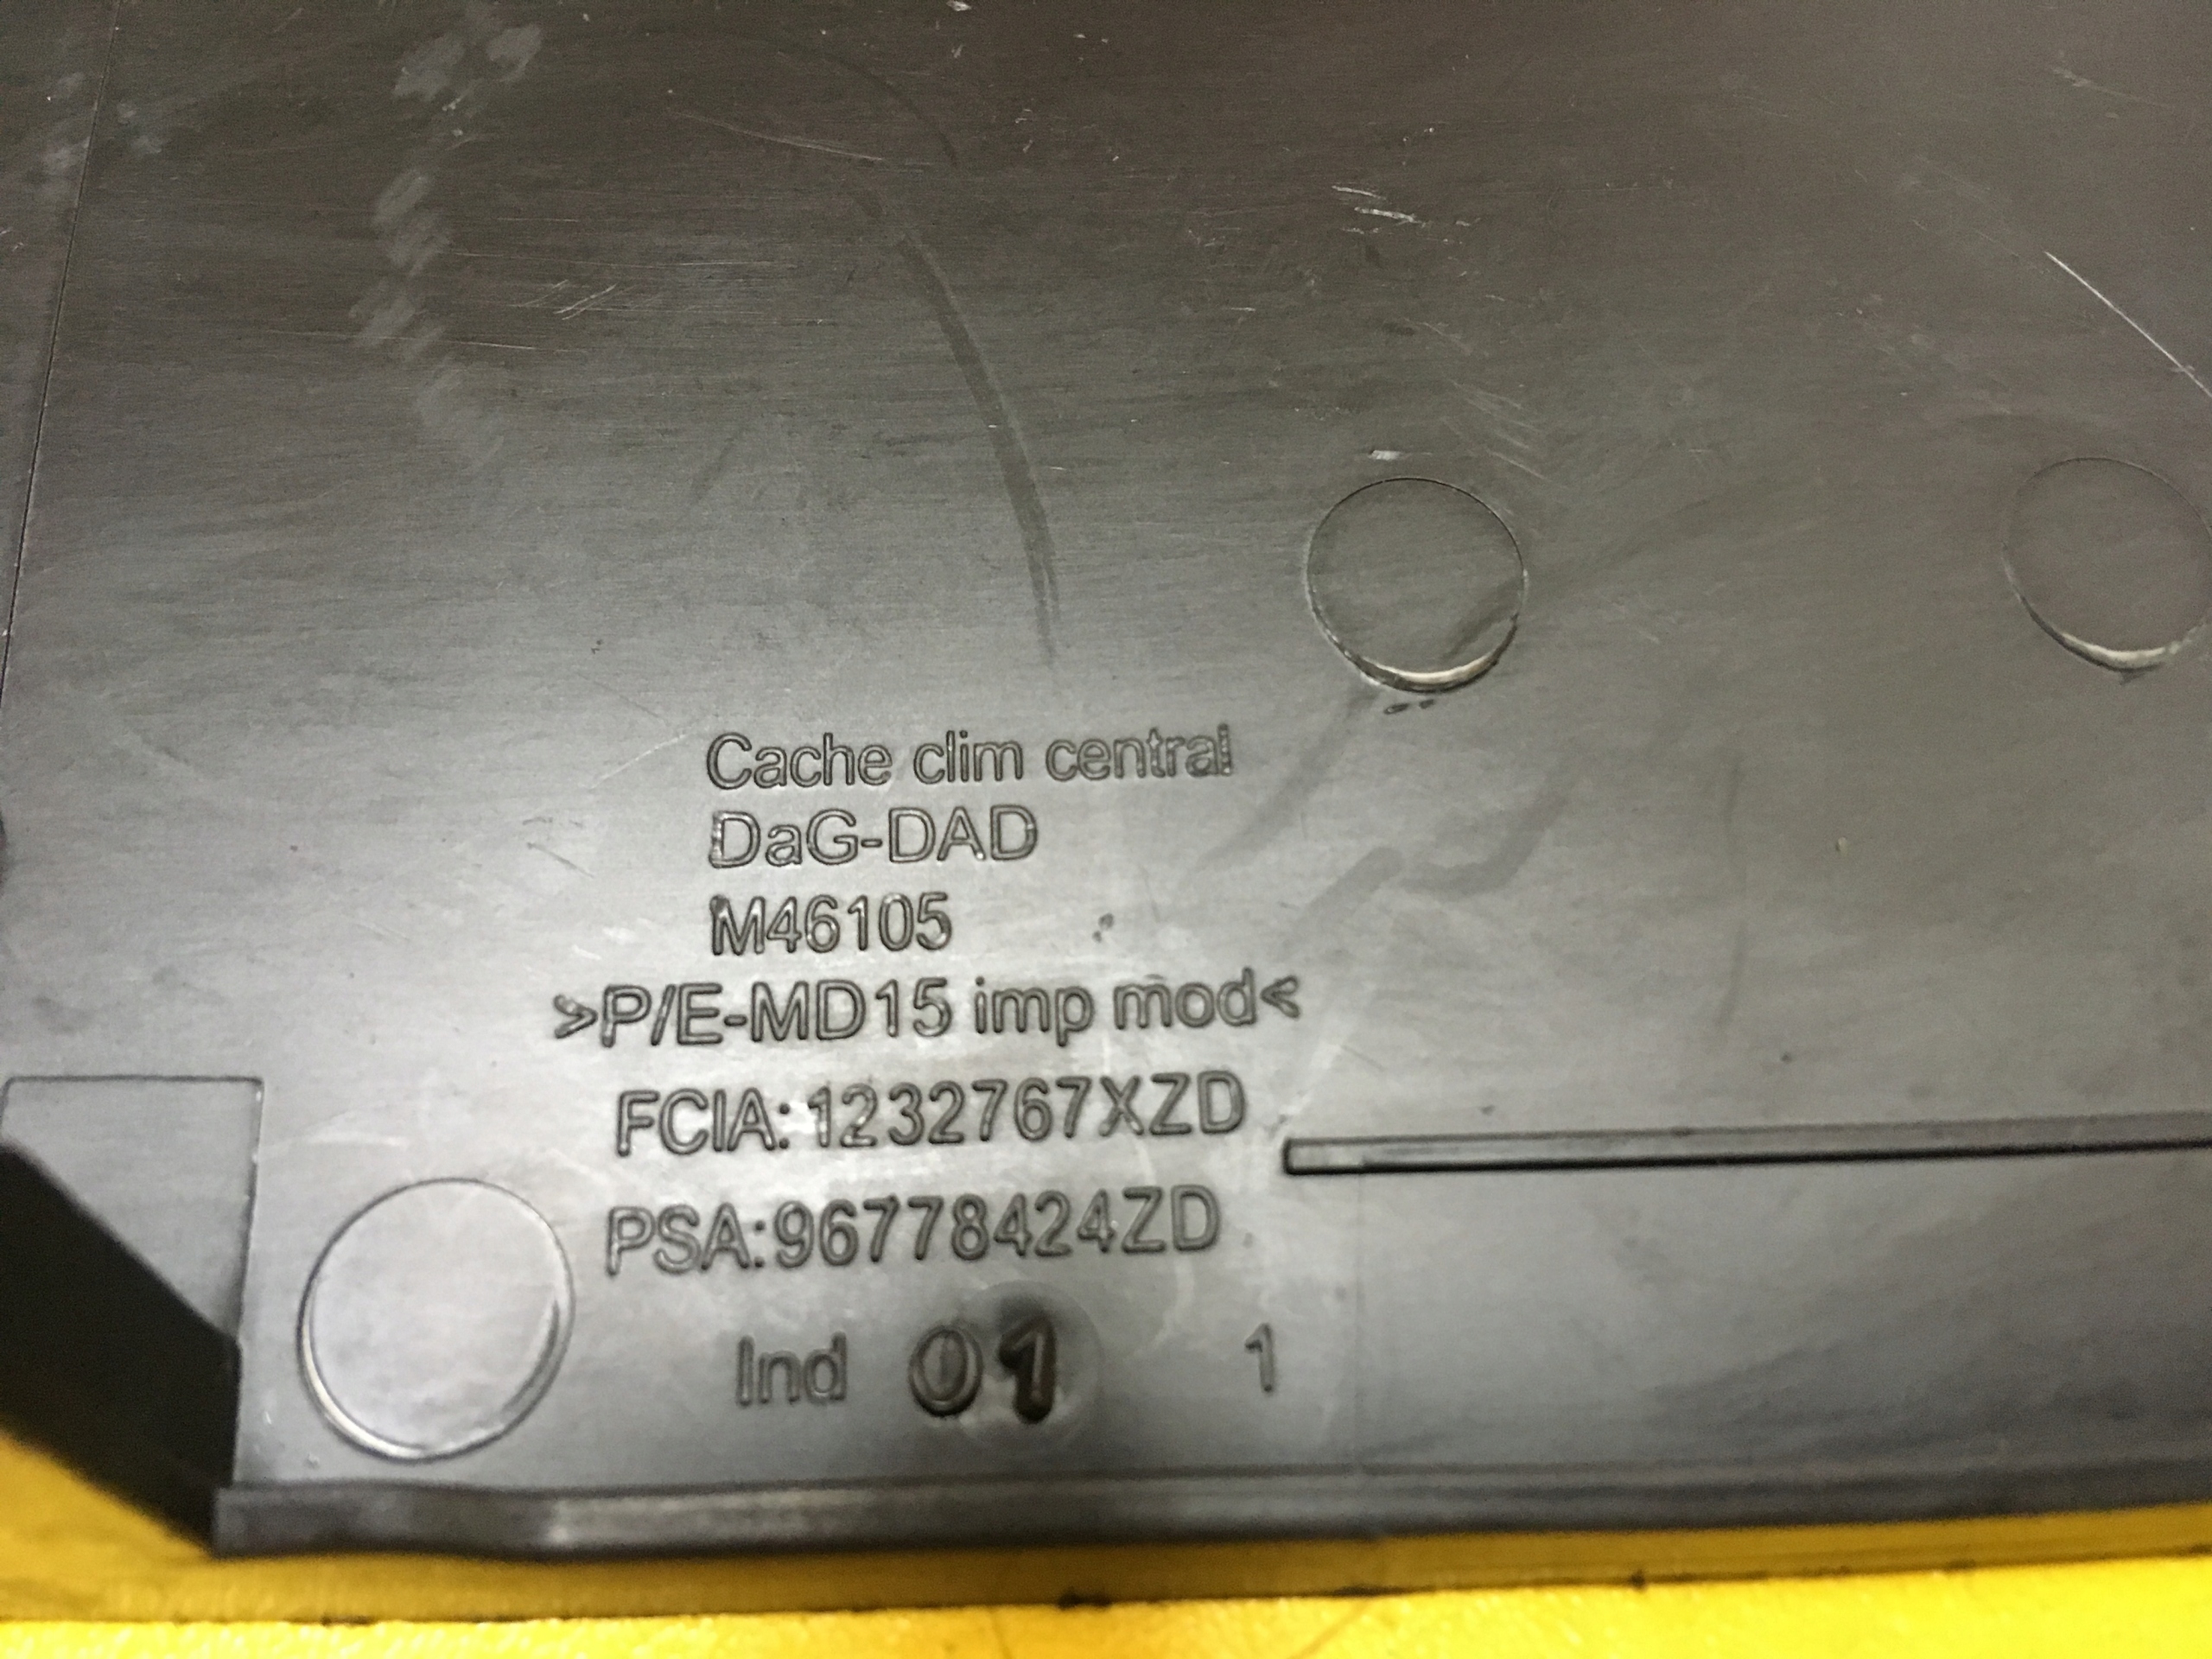 Cache clim central
DaG-DAD
M46105
>P/E-MD15 imp mod<
FCIA:1232767XZD
PSA:96778424ZD
Ind 01 1